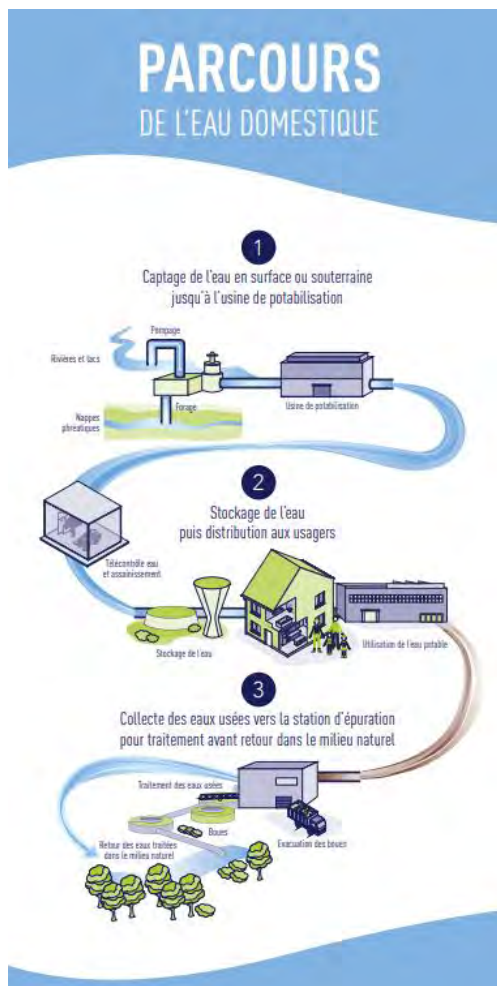 PARCOURS
DE L'EAU DOMESTIQUE
1
Captage de l'eau en surface ou souterraine
jusqu'à l'usine de potabilisation
Pompage
Rivières et lacs
Forage
Usine de potabilisation
Nappes
phréatiques
2
Stockage de l'eau
puis distribution aux usagers
Télécontrôle eau
et assainissement
Stockage de l'eau
Utilisation de l'eau potable
3
Collecte des eaux usées vers la station d'épuration
pour traitement avant retour dans le milieu naturel
Traitement des eaux usées
Boues
Evacuation des boues
Retour des eaux traitées
dans le milieu naturel